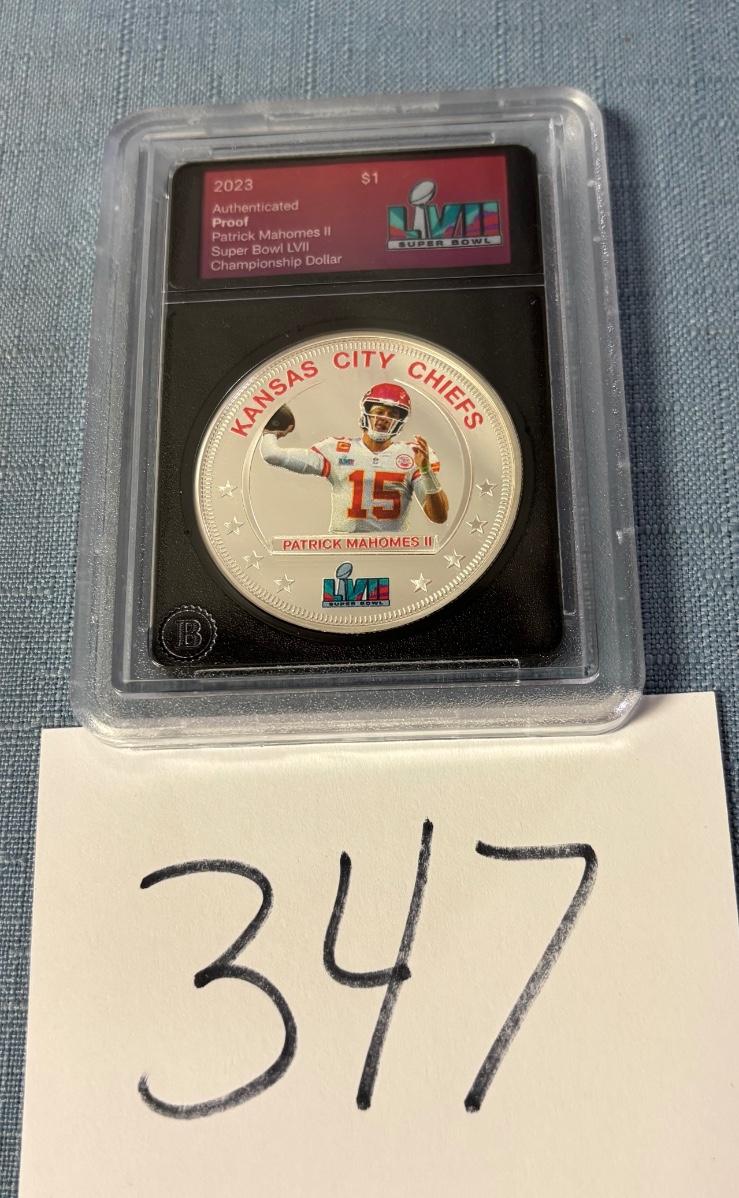 2023 $1
Authenticated
Proof
Patrick Mahomes II
Super Bowl LVII
Championship Dollar
LVII
SUPER BOWL
KANSAS CITY CHIEFS
15
PATRICK MAHOMES II
LVII
SUPER BOWL
B
347